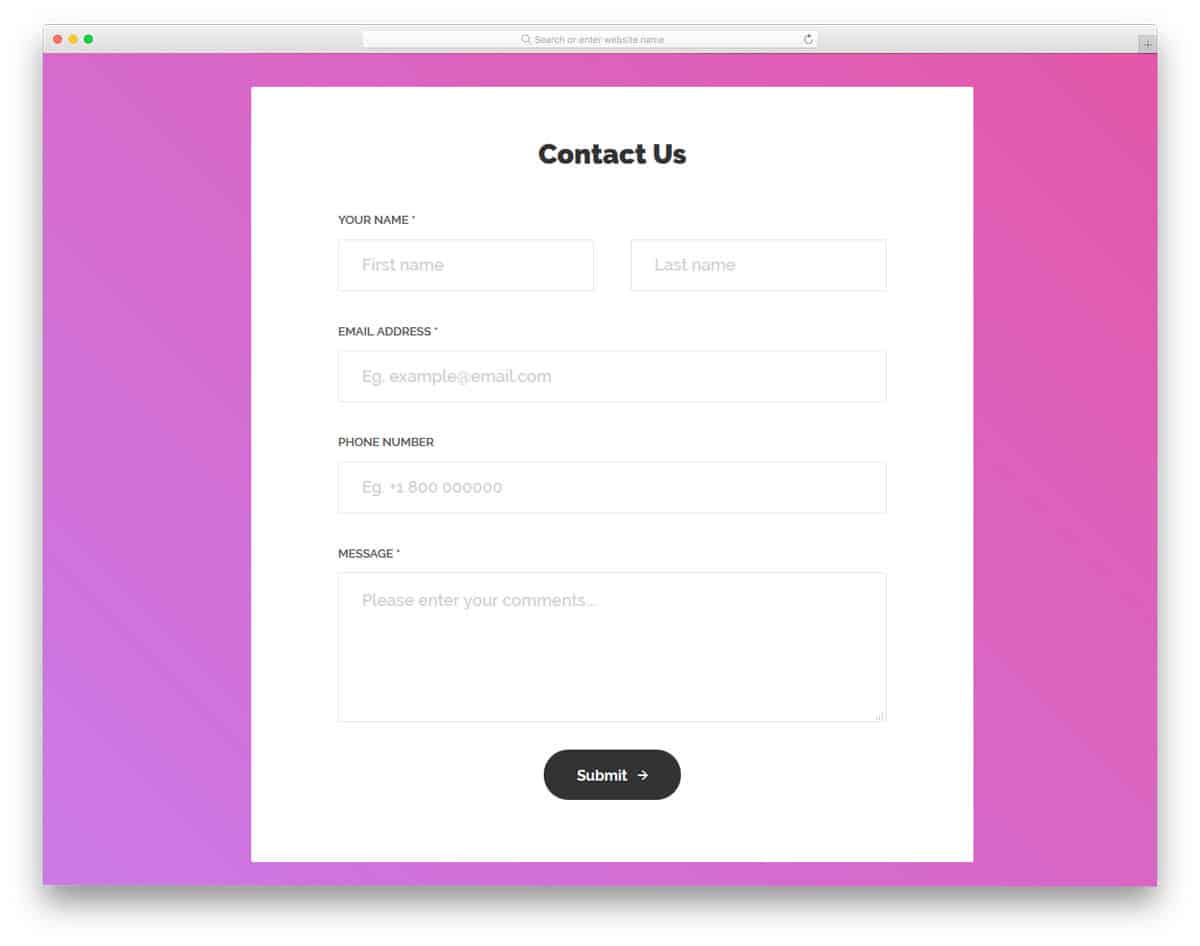 Search or enter website name
Contact Us
YOUR NAME *
First name Last name
EMAIL ADDRESS *
Eg. example@email.com
PHONE NUMBER
Eg. +1 800 000000
MESSAGE *
Please enter your comments...
Submit →